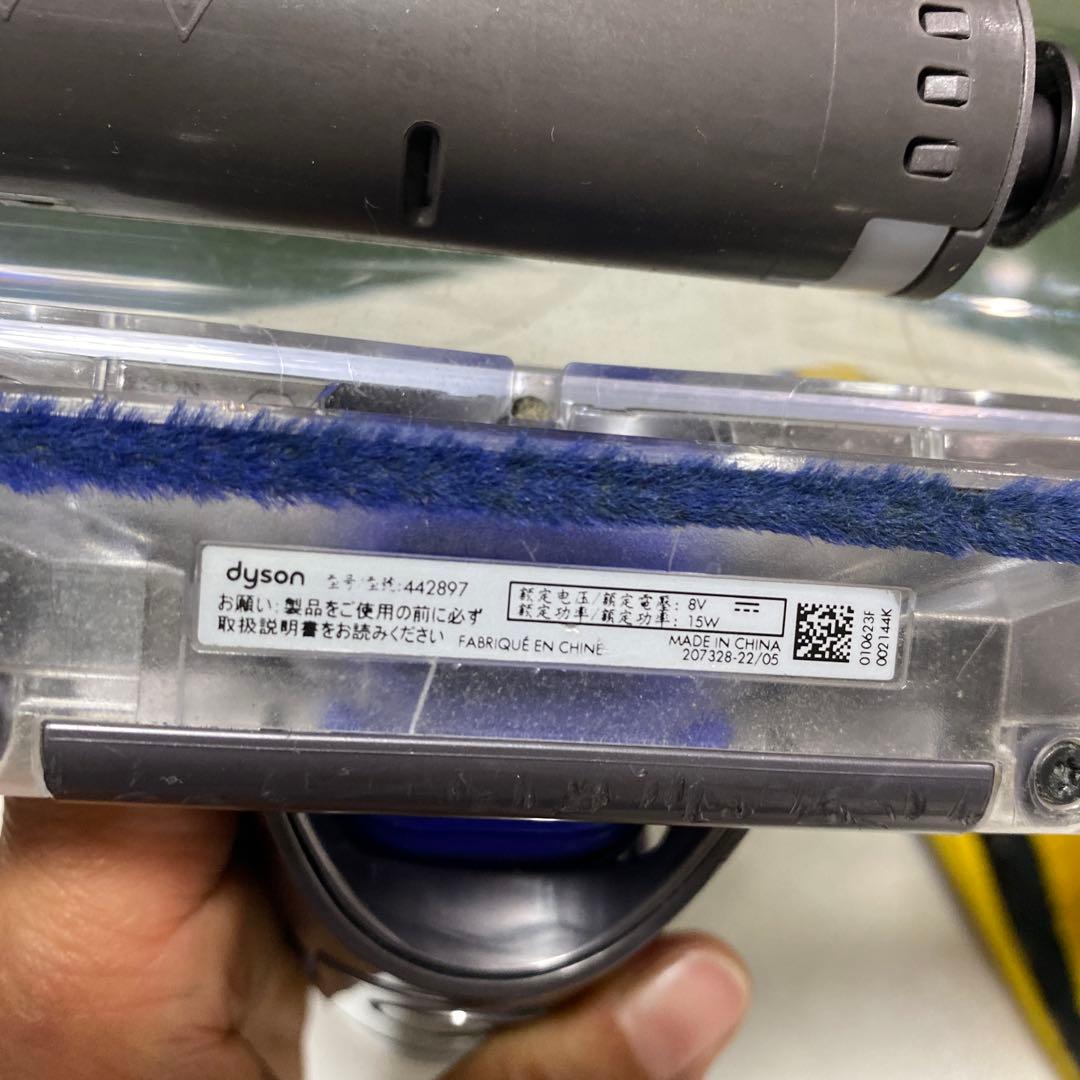 dyson 型号/型號:442897
お願い:製品をご使用の前に必ず
取扱説明書をお読みください FABRIQUÉ EN CHINE
额定电压/額定電壓: 8V ⎓
额定功率/額定功率: 15W
MADE IN CHINA
207328-22/05
010623F
002144K